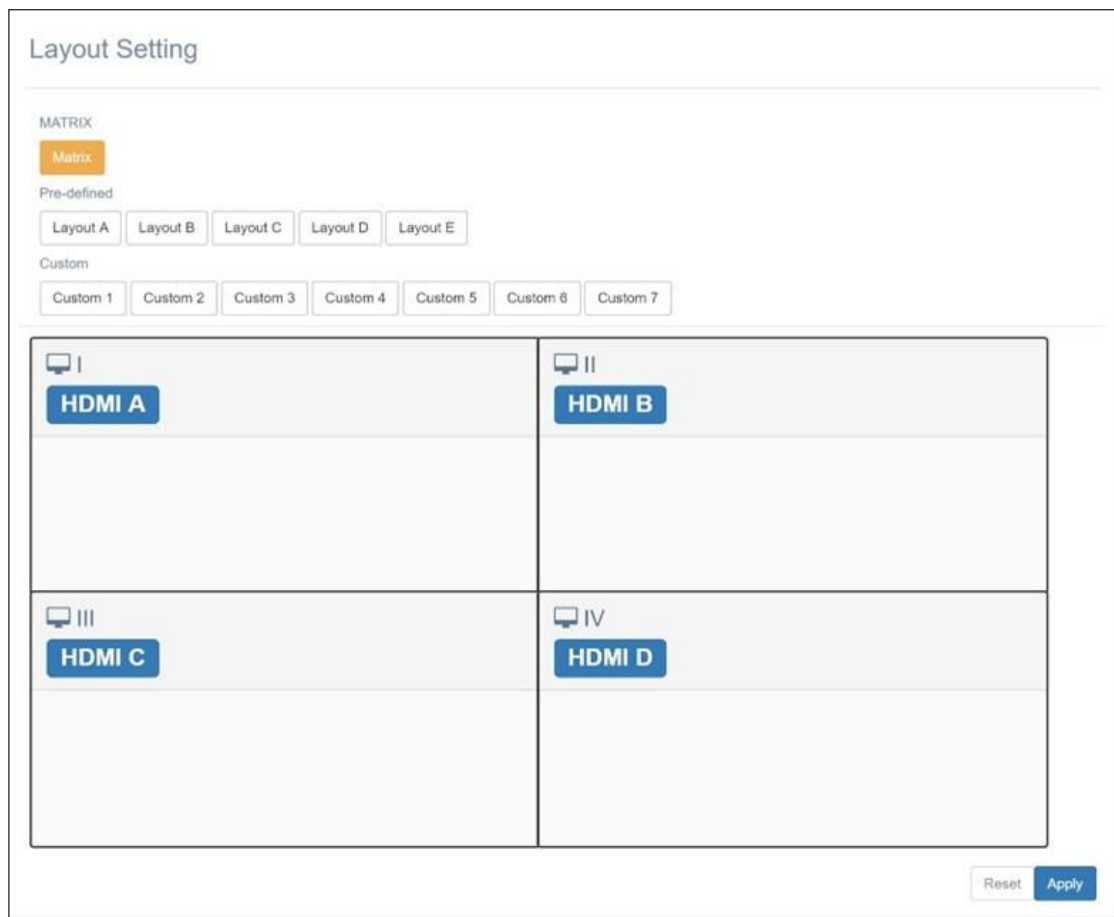 Layout Setting
MATRIX
Matrix
Pre-defined
Layout A Layout B Layout C Layout D Layout E
Custom
Custom 1 Custom 2 Custom 3 Custom 4 Custom 5 Custom 6 Custom 7
I
HDMI A
II
HDMI B
III
HDMI C
IV
HDMI D
Reset Apply